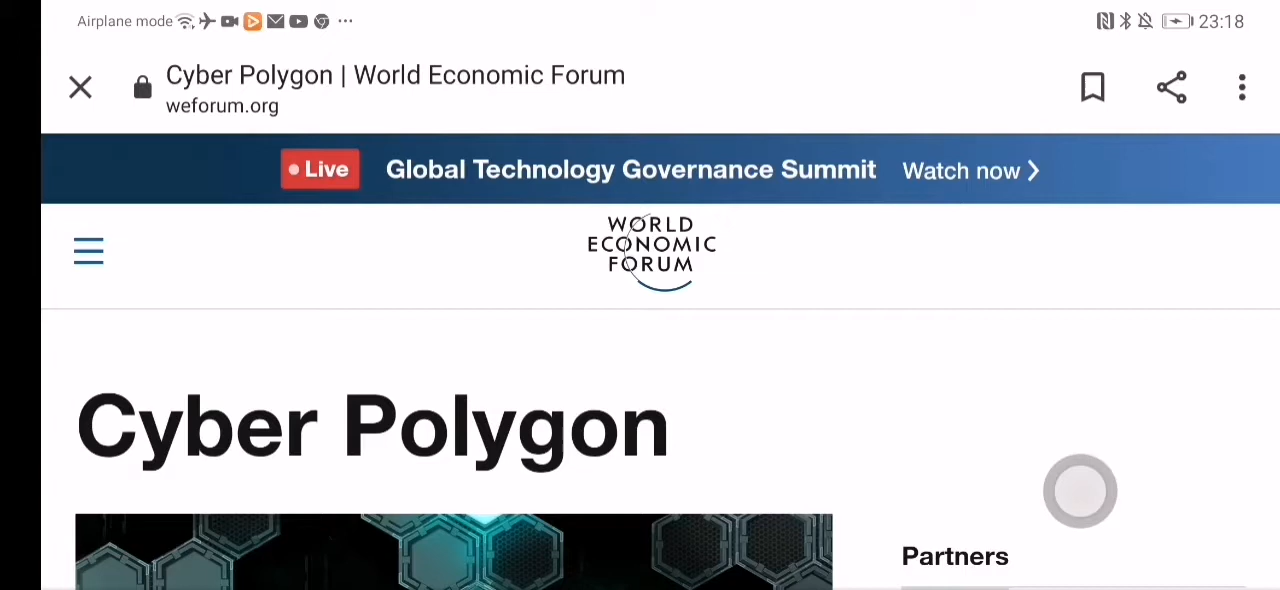 Airplane mode
23:18
Cyber Polygon | World Economic Forum
weforum.org
Live Global Technology Governance Summit Watch now
WORLD
ECONOMIC
FORUM
Cyber Polygon
Partners